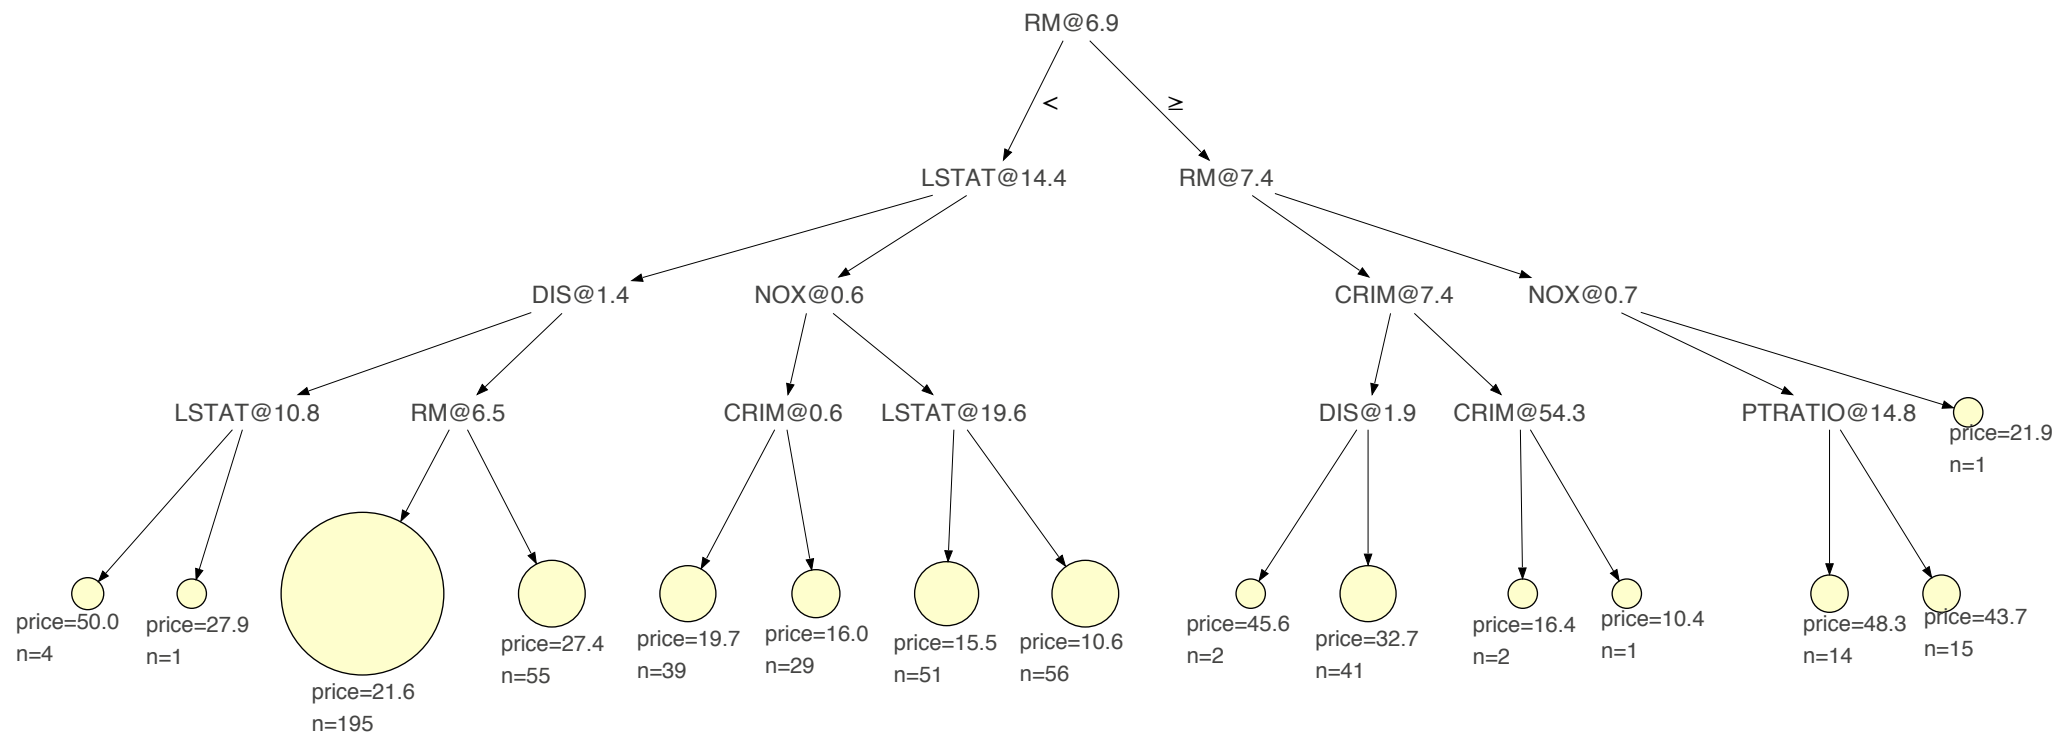 RM@6.9
<
≥
LSTAT@14.4
RM@7.4
DIS@1.4
NOX@0.6
CRIM@7.4
NOX@0.7
LSTAT@10.8
RM@6.5
CRIM@0.6
LSTAT@19.6
DIS@1.9
CRIM@54.3
PTRATIO@14.8
price=21.9
n=1
price=50.0
n=4
price=27.9
n=1
price=21.6
n=195
price=27.4
n=55
price=19.7
n=39
price=16.0
n=29
price=15.5
n=51
price=10.6
n=56
price=45.6
n=2
price=32.7
n=41
price=16.4
n=2
price=10.4
n=1
price=48.3
n=14
price=43.7
n=15